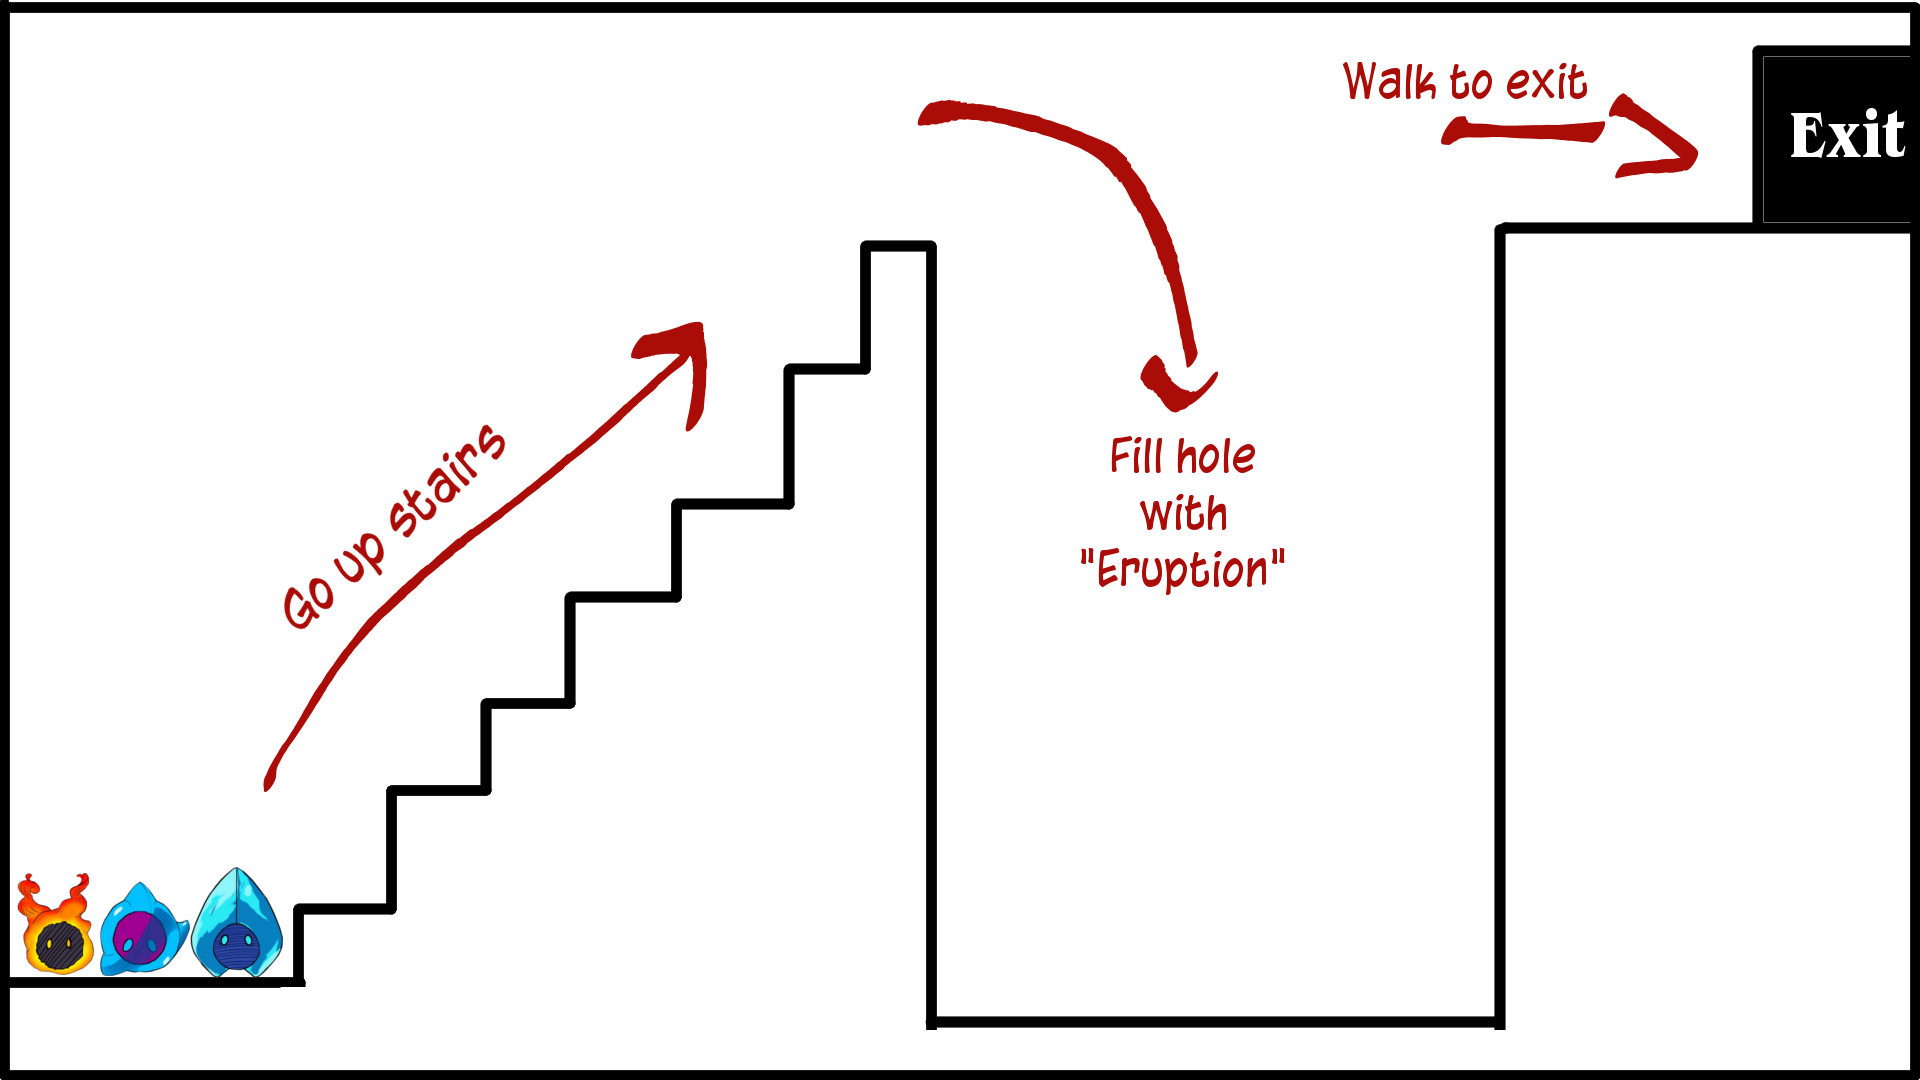 Go up stairs
Fill hole
with
"Eruption"
Walk to exit
Exit